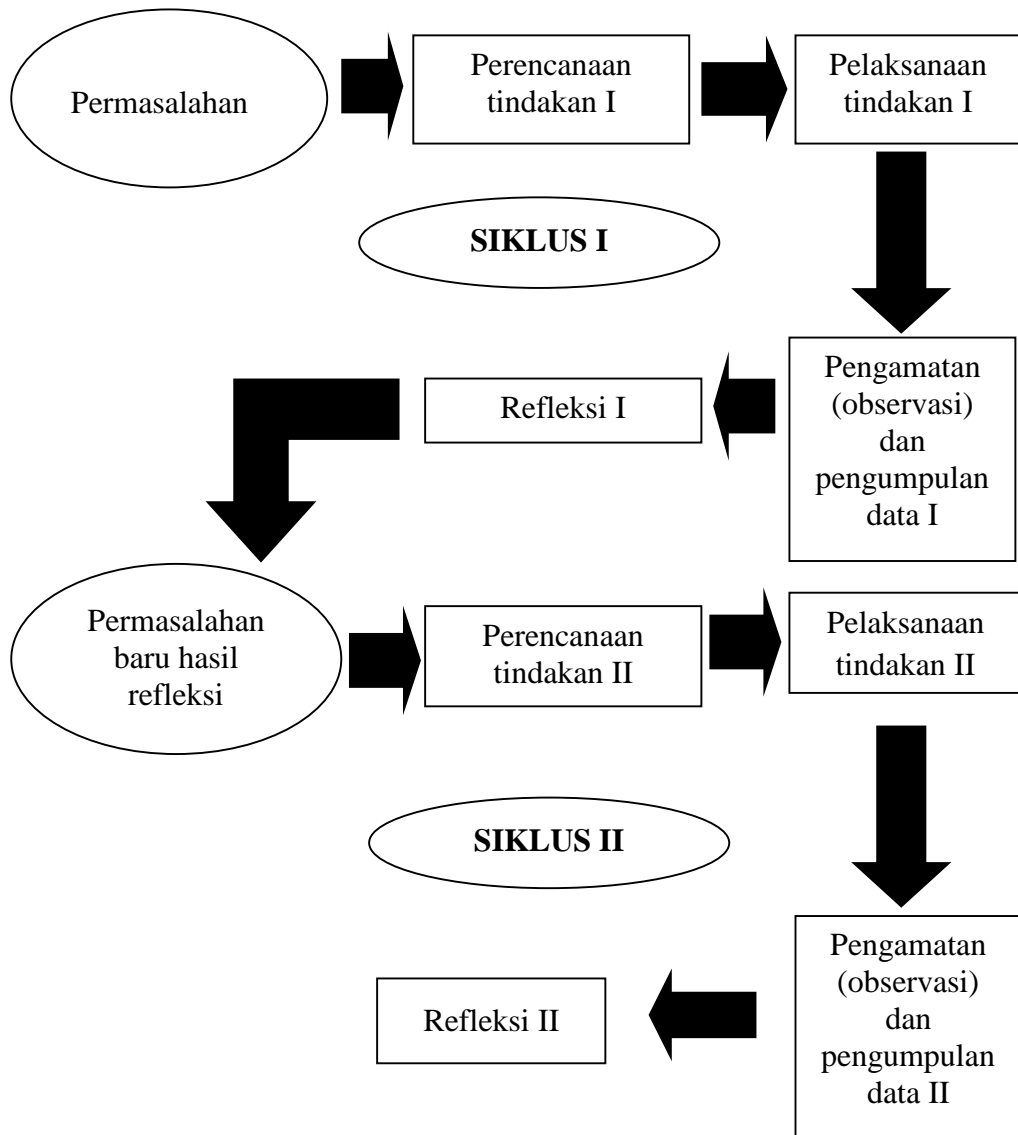 Permasalahan
Perencanaan
tindakan I
Pelaksanaan
tindakan I
SIKLUS I
Pengamatan
(observasi)
dan
pengumpulan
data I
Refleksi I
Permasalahan
baru hasil
refleksi
Perencanaan
tindakan II
Pelaksanaan
tindakan II
SIKLUS II
Pengamatan
(observasi)
dan
pengumpulan
data II
Refleksi II